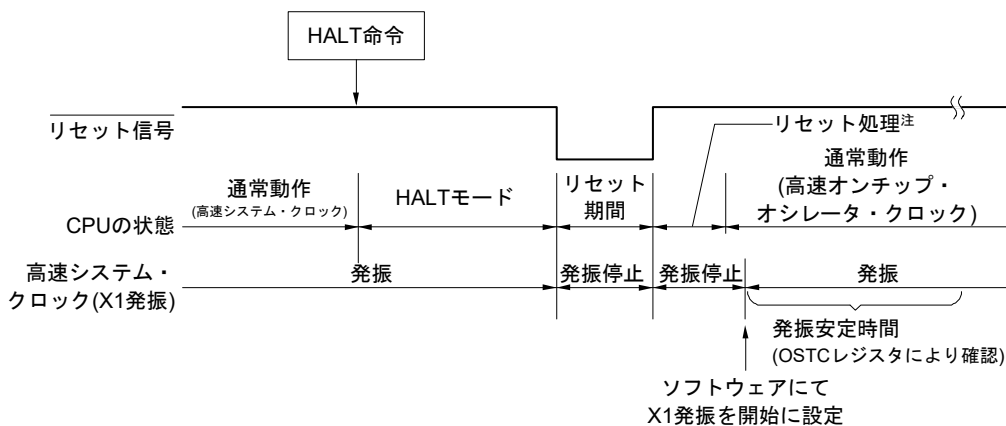 HALT命令
リセット信号
リセット処理注
通常動作
(高速システム・クロック)
HALTモード
リセット
期間
通常動作
(高速オンチップ・
オシレータ・クロック)
CPUの状態
高速システム・
クロック(X1発振)
発振
発振停止
発振停止
発振
発振安定時間
(OSTCレジスタにより確認)
ソフトウェアにて
X1発振を開始に設定